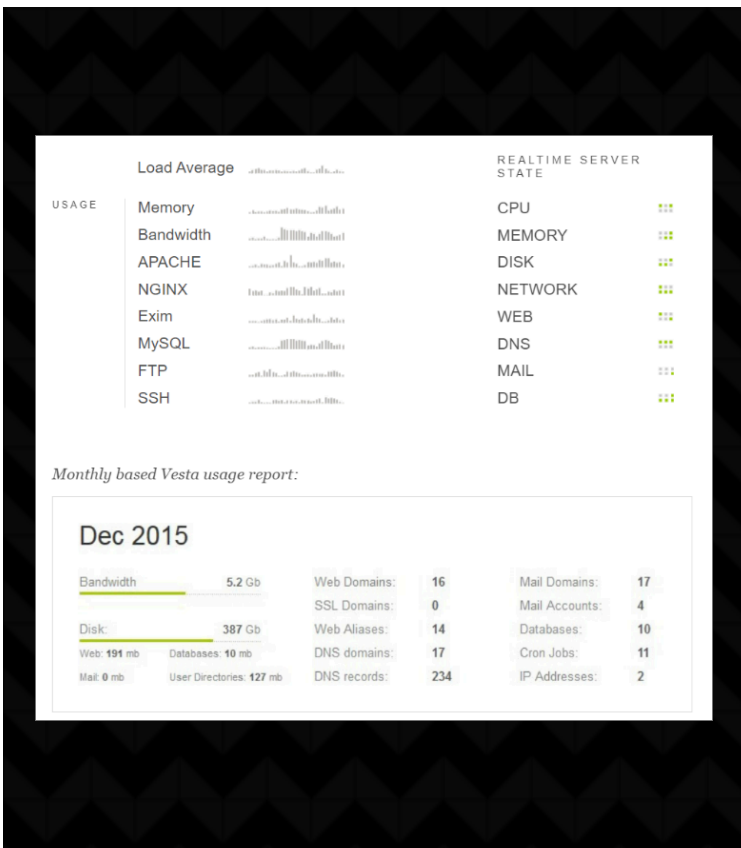 Load Average
REALTIME SERVER
STATE
USAGE
Memory
Bandwidth
APACHE
NGINX
Exim
MySQL
FTP
SSH
CPU
MEMORY
DISK
NETWORK
WEB
DNS
MAIL
DB
Monthly based Vesta usage report:
Dec 2015
Bandwidth 5.2 Gb
Disk: 387 Gb
Web: 191 mb Databases: 10 mb
Mail: 0 mb User Directories: 127 mb
Web Domains: 16
SSL Domains: 0
Web Aliases: 14
DNS domains: 17
DNS records: 234
Mail Domains: 17
Mail Accounts: 4
Databases: 10
Cron Jobs: 11
IP Addresses: 2